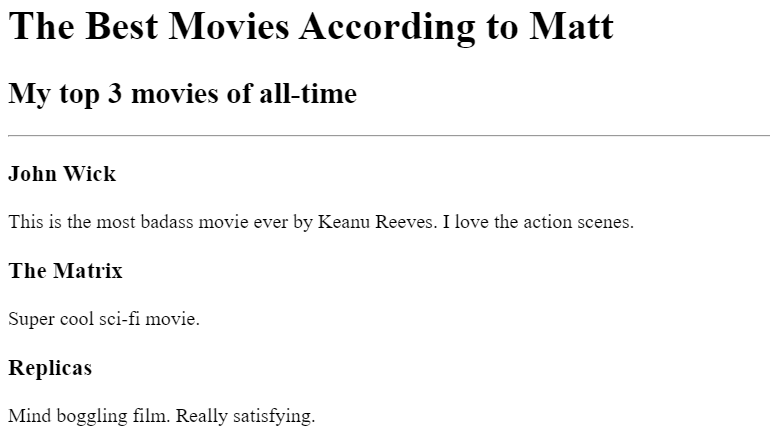 The Best Movies According to Matt
My top 3 movies of all-time
John Wick
This is the most badass movie ever by Keanu Reeves. I love the action scenes.
The Matrix
Super cool sci-fi movie.
Replicas
Mind boggling film. Really satisfying.